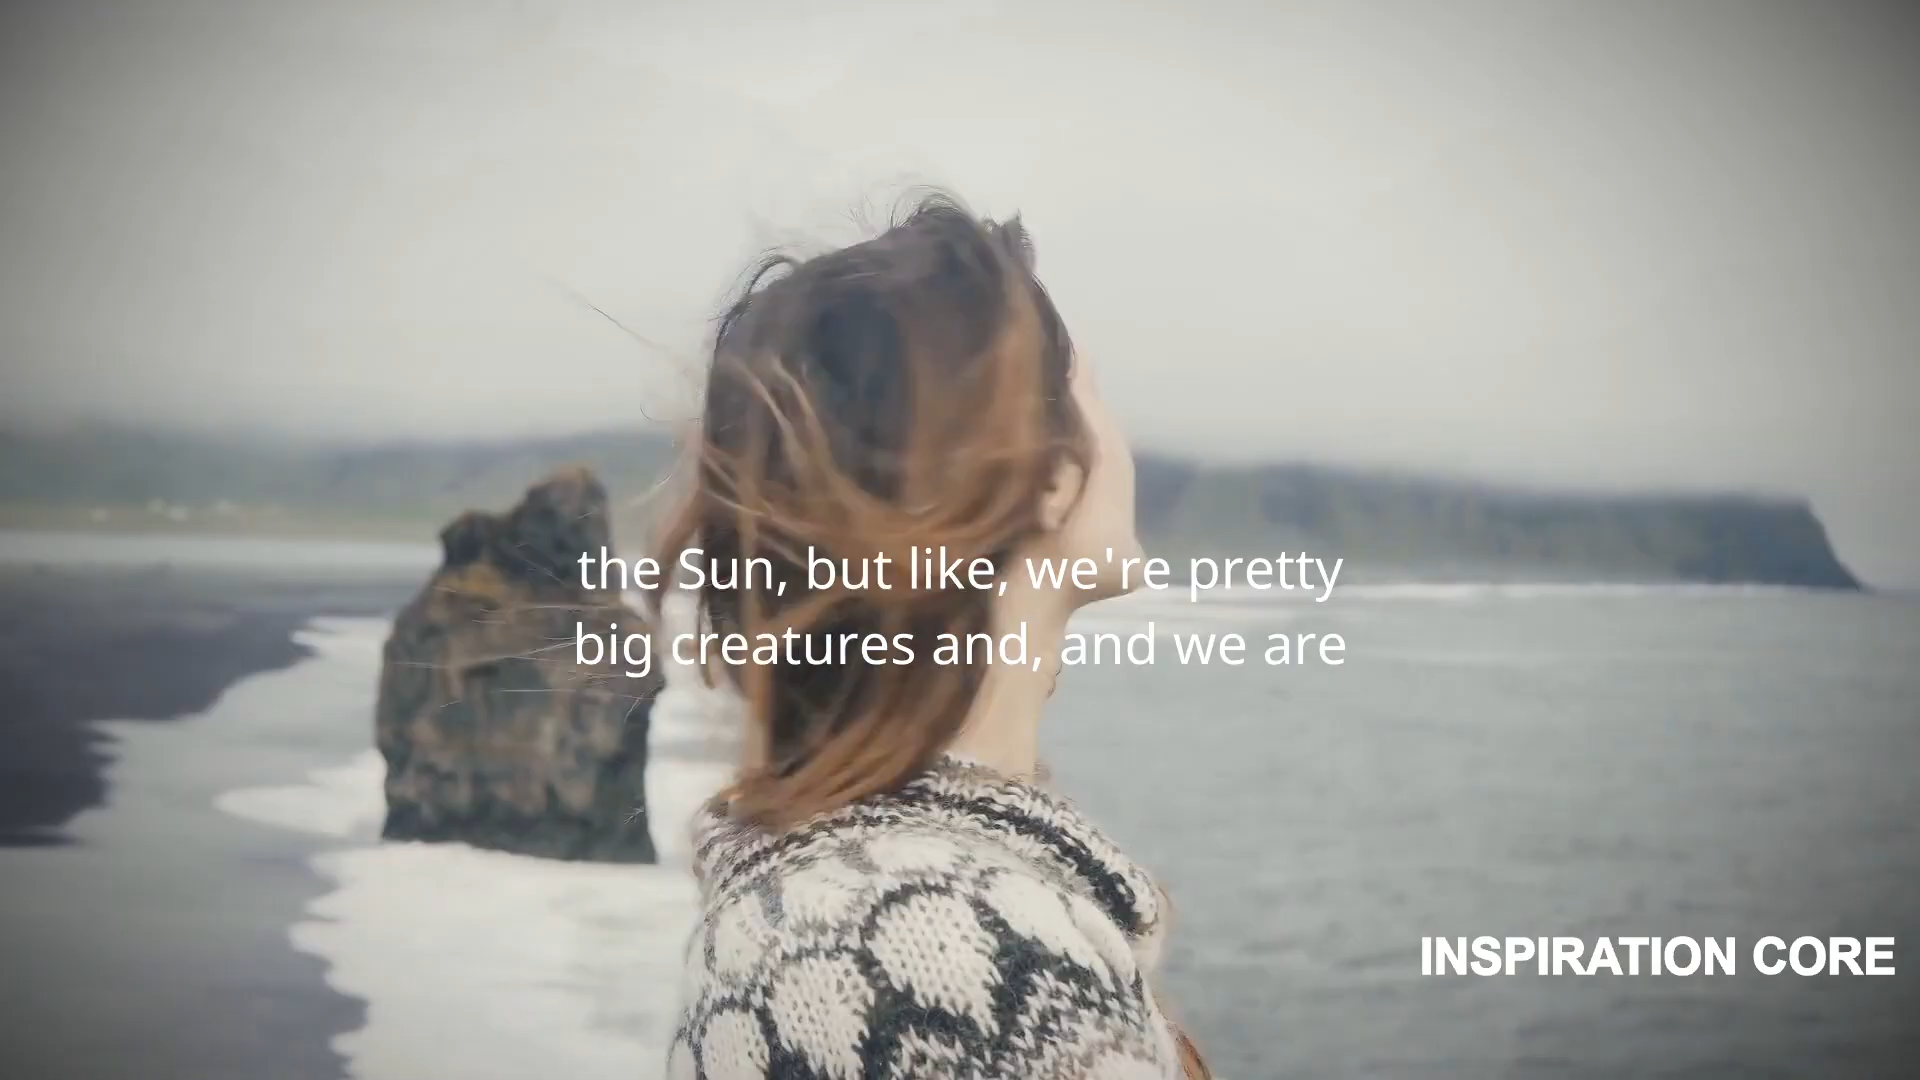 the Sun, but like, we're pretty
big creatures and, and we are
INSPIRATION CORE